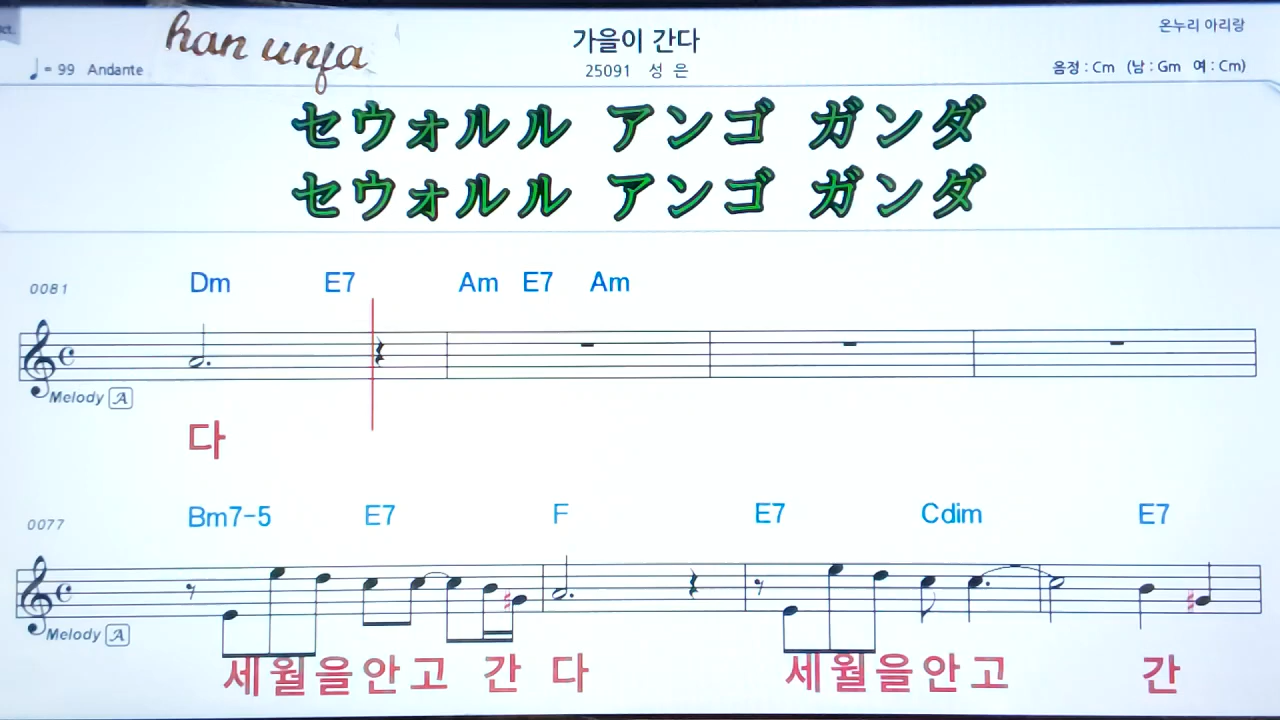 han unfa
가을이 간다
온누리 아리랑
♩= 99 Andante
25091 성 은
음정 : Cm (남 : Gm 여 : Cm)
セウォルル アンゴ ガンダ
セウォルル アンゴ ガンダ
0081 Dm E7 Am E7 Am
Melody A
다
0077 Bm7-5 E7 F E7 Cdim E7
Melody A
세월을안고 간 다 세월을안고 간